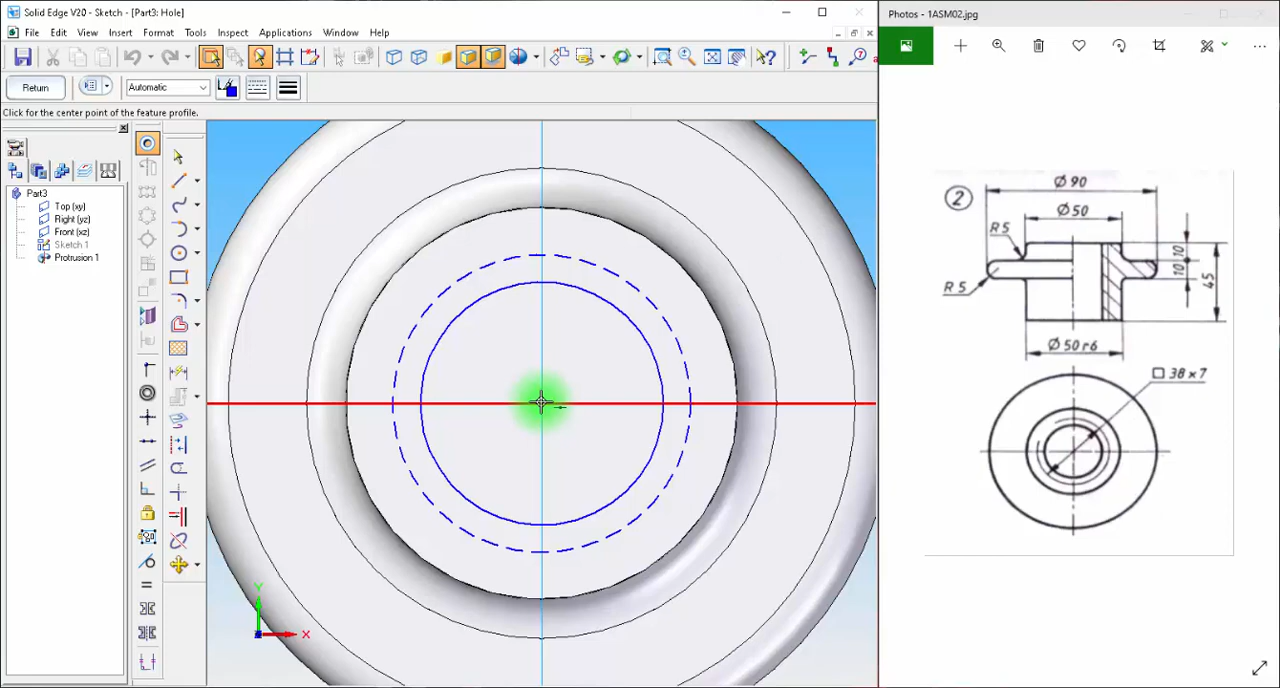 Solid Edge V20 - Sketch - [Part3: Hole]
File Edit View Insert Format Tools Inspect Applications Window Help
Return
Automatic
Click for the center point of the feature profile.
Part3
Top (xy)
Right (yz)
Front (xz)
Sketch 1
Protrusion 1
Y
X
Photos - 1ASM02.jpg
2
Ø 90
Ø 50
R 5
10
10
45
R 5
Ø 50 r6
□ 38 x 7